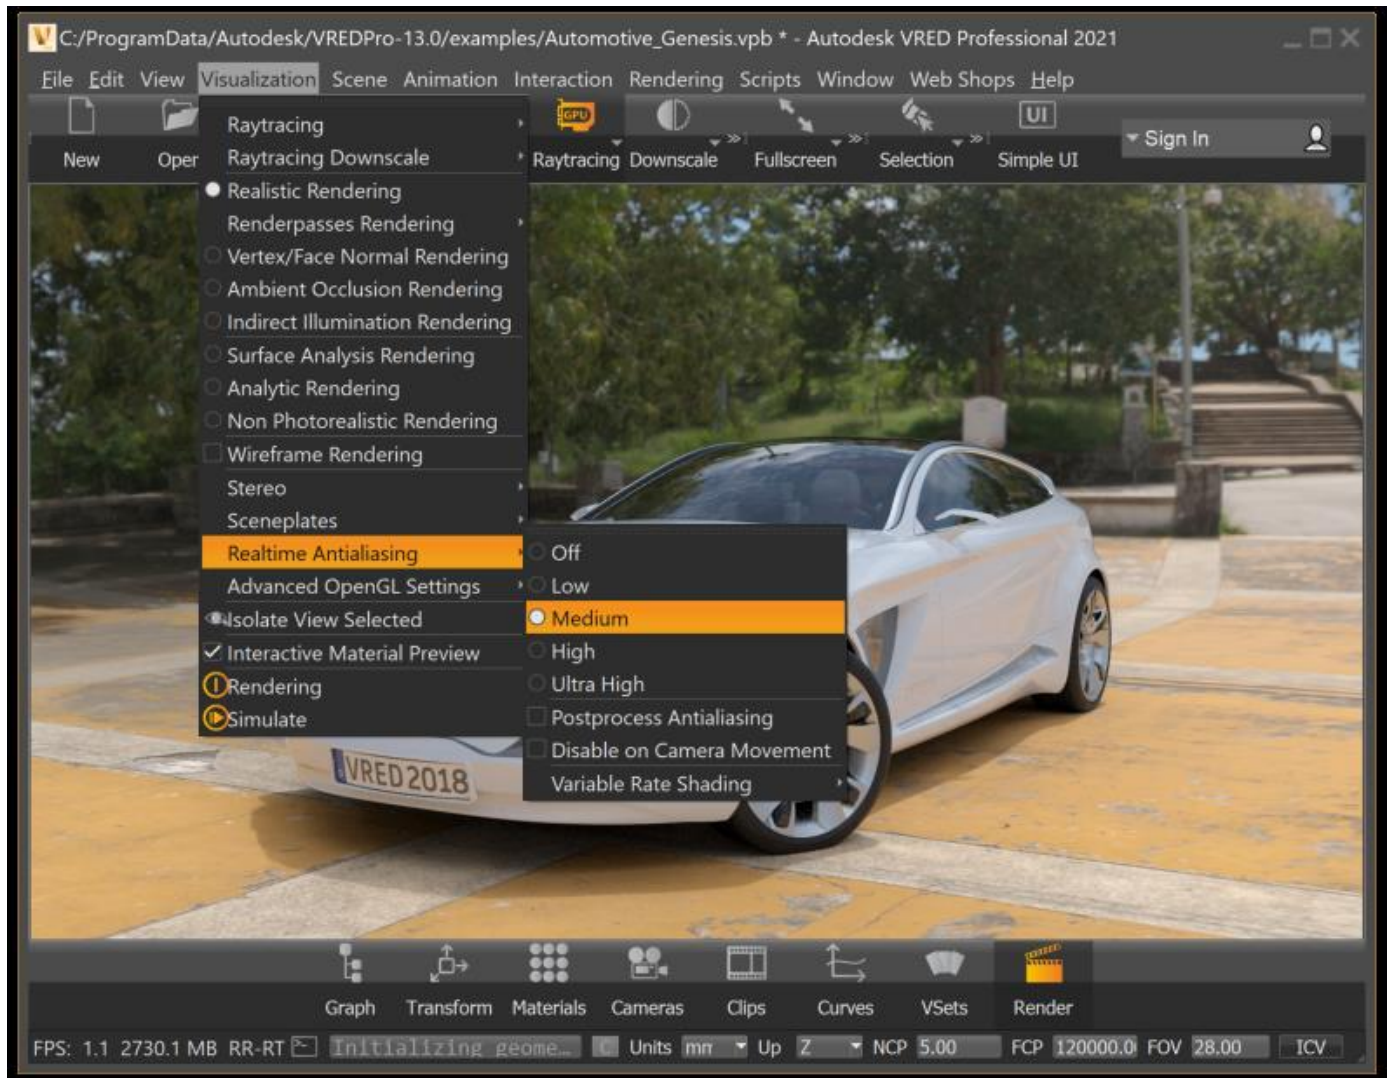 C:/ProgramData/Autodesk/VREDPro-13.0/examples/Automotive_Genesis.vpb * - Autodesk VRED Professional 2021
File Edit View Visualization Scene Animation Interaction Rendering Scripts Window Web Shops Help
GPU UI
Sign In
New Oper Raytracing Downscale Fullscreen Selection Simple UI
Raytracing
Raytracing Downscale
Realistic Rendering
Renderpasses Rendering
Vertex/Face Normal Rendering
Ambient Occlusion Rendering
Indirect Illumination Rendering
Surface Analysis Rendering
Analytic Rendering
Non Photorealistic Rendering
Wireframe Rendering
Stereo
Sceneplates
Realtime Antialiasing
Advanced OpenGL Settings
Isolate View Selected
Interactive Material Preview
Rendering
Simulate
Off
Low
Medium
High
Ultra High
Postprocess Antialiasing
Disable on Camera Movement
Variable Rate Shading
VRED 2018
Graph Transform Materials Cameras Clips Curves VSets Render
FPS: 1.1 2730.1 MB RR-RT Initializing geome... C Units mm Up Z NCP 5.00 FCP 120000.0 FOV 28.00 ICV